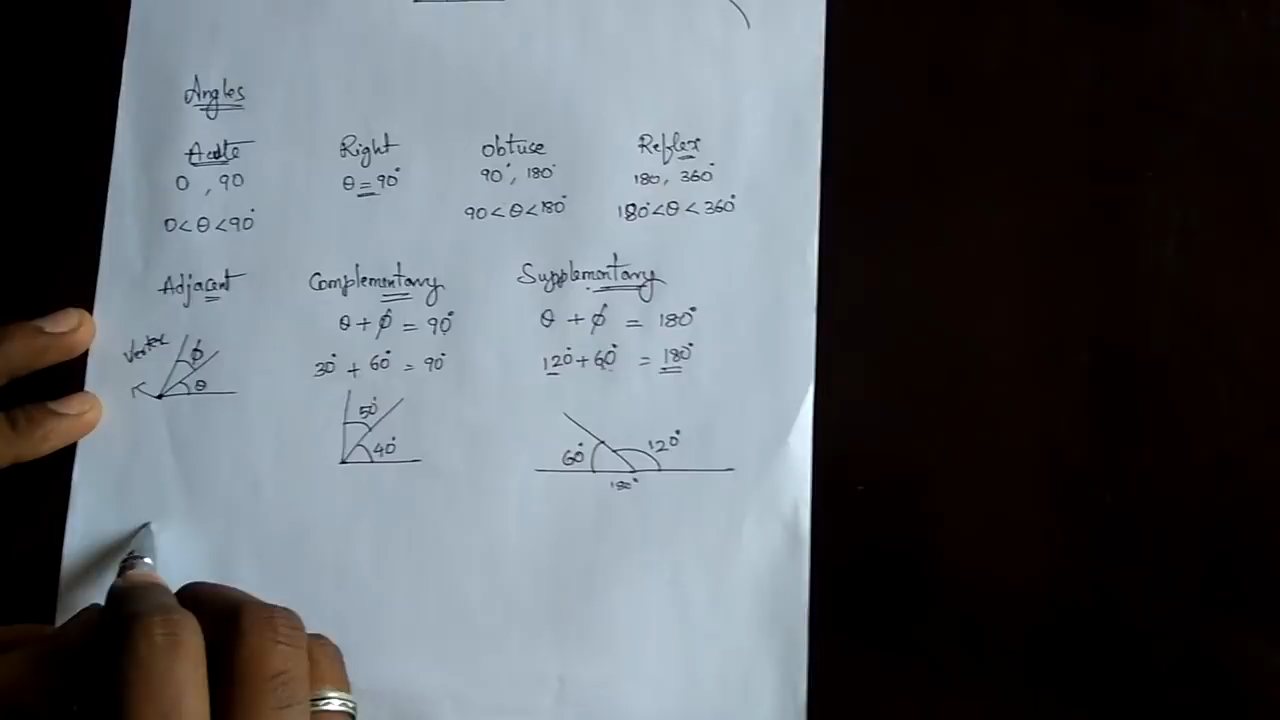 Angles
Acute Right Obtuse Reflex
0 , 90 θ = 90° 90°, 180° 180, 360°
0 < θ < 90° 90 < θ < 180° 180° < θ < 360°
Adjacent Complementary Supplementary
θ + ϕ = 90° θ + ϕ = 180°
Vertex ϕ 30° + 60° = 90° 120° + 60° = 180°
θ
50°
40° 60° 120°
180°